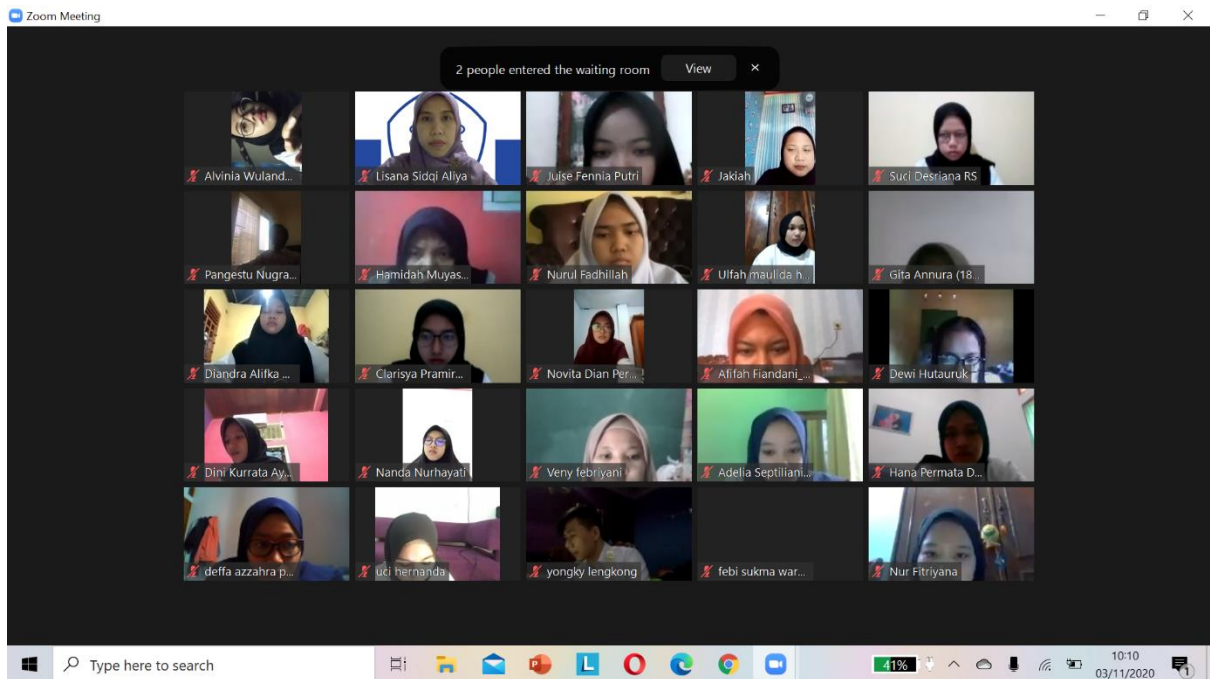 Zoom Meeting
2 people entered the waiting room View
Alvinia Wuland...
Lisana Sidqi Aliya
Juise Fennia Putri
Jakiah
Suci Desriana RS
Pangestu Nugra...
Hamidah Muyas...
Nurul Fadhillah
Ulfah maulida h...
Gita Annura (18...
Diandra Alifka ...
Clarisya Pramir...
Novita Dian Per...
Afifah Fiandani_...
Dewi Hutauruk
Dini Kurrata Ay...
Nanda Nurhayati
Veny febriyani
Adelia Septiliani...
Hana Permata D...
deffa azzahra p...
uci hernanda
yongky lengkong
febi sukma war...
Nur Fitriyana
Type here to search
41%
10:10
03/11/2020
1